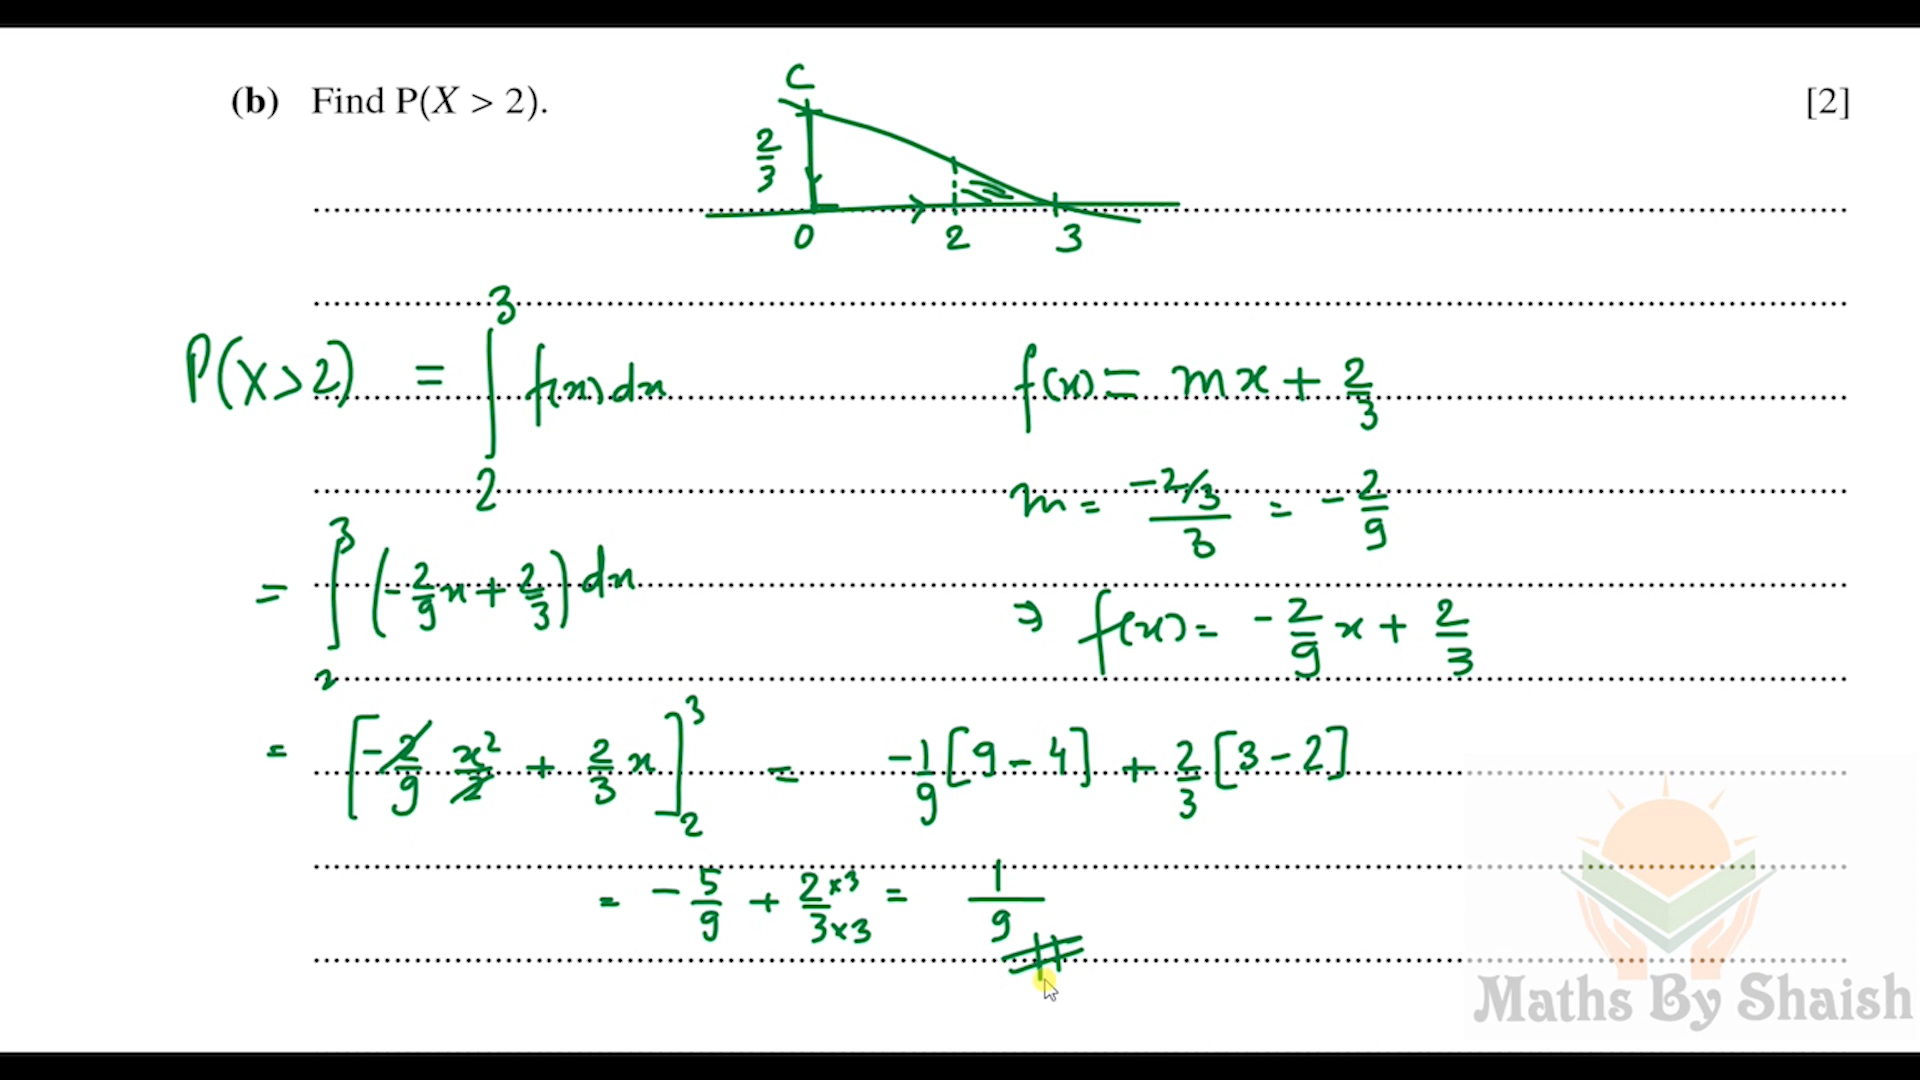 (b) Find P(X > 2). [2]
C
2/3
0 2 3
P(X>2) = ∫₂³ f(x) dx
f(x) = mx + 2/3
m = (-2/3)/3 = -2/9
= ∫₂³ (-2/9 x + 2/3) dx
⇒ f(x) = -2/9 x + 2/3
= [-2/9 x²/2 + 2/3 x]₂³ = -1/9 [9 - 4] + 2/3 [3 - 2]
= -5/9 + 2×3/3×3 = 1/9
Maths By Shaish